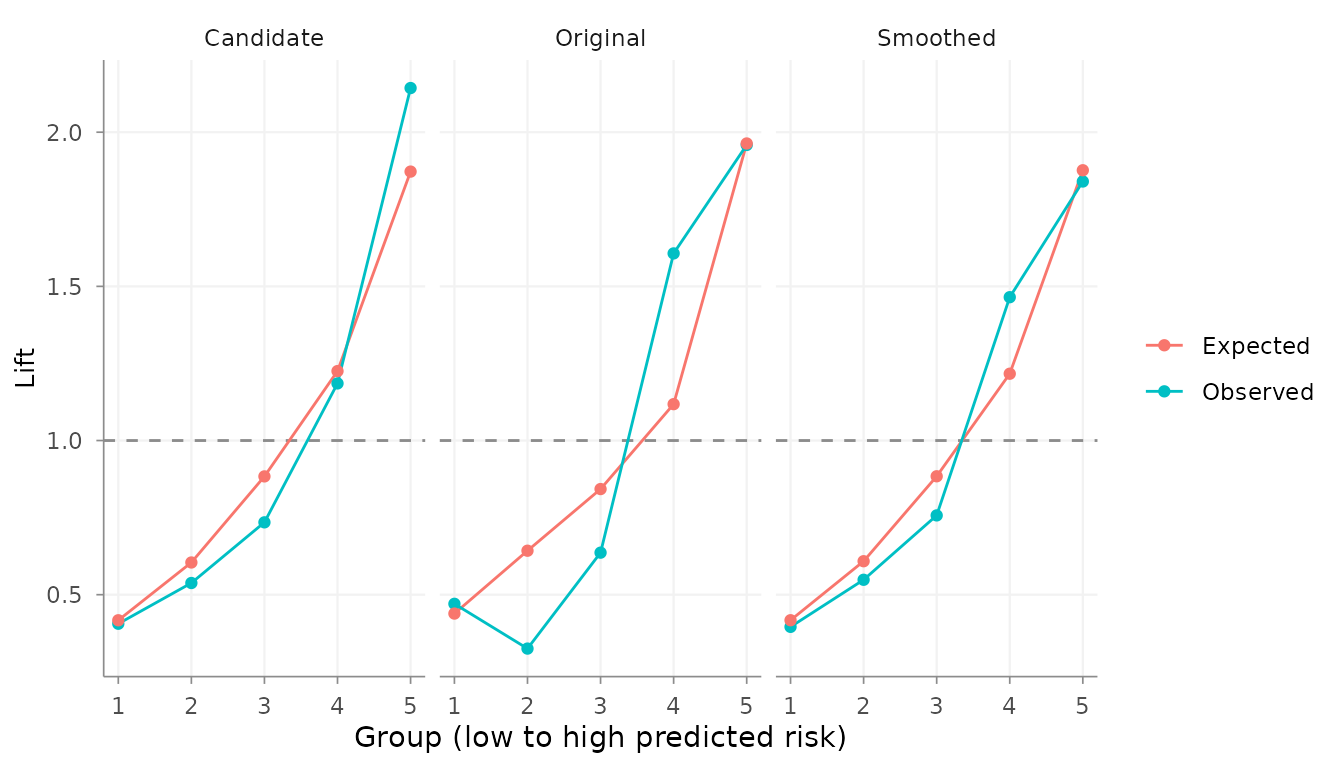 Candidate
Original
Smoothed
Lift
2.0
1.5
1.0
0.5
1 2 3 4 5
1 2 3 4 5
1 2 3 4 5
Group (low to high predicted risk)
Expected
Observed